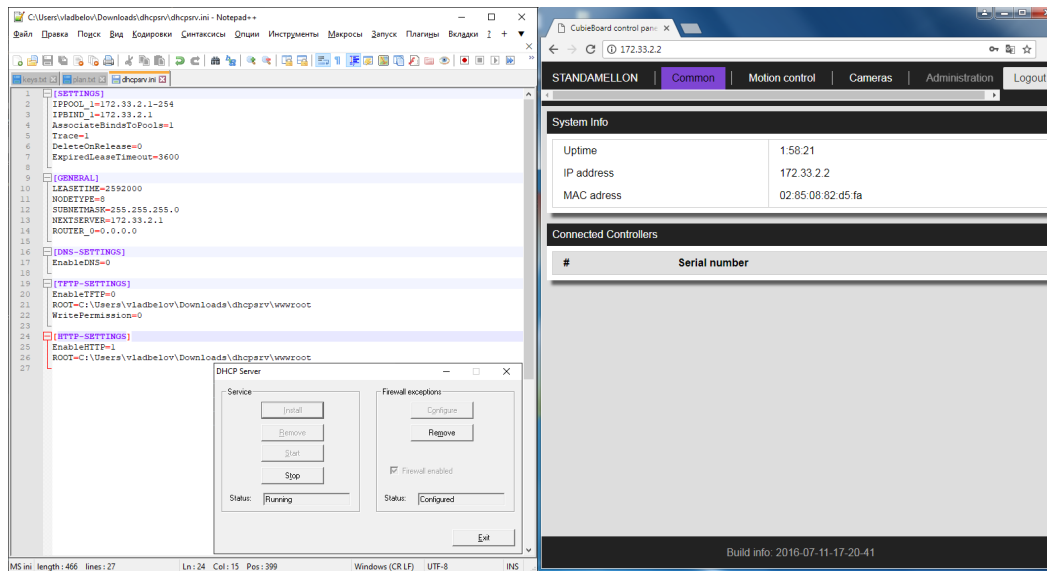 C:\Users\vladbelov\Downloads\dhcpsrv\dhcpsrv.ini - Notepad++
Файл Правка Поиск Вид Кодировки Синтаксисы Опции Инструменты Макросы Запуск Плагины Вкладки ? + ▼ X
keys.txt plan.txt dhcpsrv.ini
1 [SETTINGS]
2 IPPOOL_1=172.33.2.1-254
3 IPBIND_1=172.33.2.1
4 AssociateBindsToPools=1
5 Trace=1
6 DeleteOnRelease=0
7 ExpiredLeaseTimeout=3600
8
9 [GENERAL]
10 LEASETIME=2592000
11 NODETYPE=8
12 SUBNETMASK=255.255.255.0
13 NEXTSERVER=172.33.2.1
14 ROUTER_0=0.0.0.0
15
16 [DNS-SETTINGS]
17 EnableDNS=0
18
19 [TFTP-SETTINGS]
20 EnableTFTP=0
21 ROOT=C:\Users\vladbelov\Downloads\dhcpsrv\wwwroot
22 WritePermission=0
23
24 [HTTP-SETTINGS]
25 EnableHTTP=1
26 ROOT=C:\Users\vladbelov\Downloads\dhcpsrv\wwwroot
27
DHCP Server
Service
Install
Remove
Start
Stop
Status: Running
Firewall exceptions
Configure
Remove
Firewall enabled
Status: Configured
Exit
MS ini length : 466 lines : 27 Ln : 24 Col : 15 Pos : 399 Windows (CR LF) UTF-8 INS
CubieBoard control pane
172.33.2.2
STANDAMELLON | Common | Motion control | Cameras | Administration Logout
System Info
Uptime 1:58:21
IP address 172.33.2.2
MAC adress 02:85:08:82:d5:fa
Connected Controllers
# Serial number
Build info: 2016-07-11-17-20-41